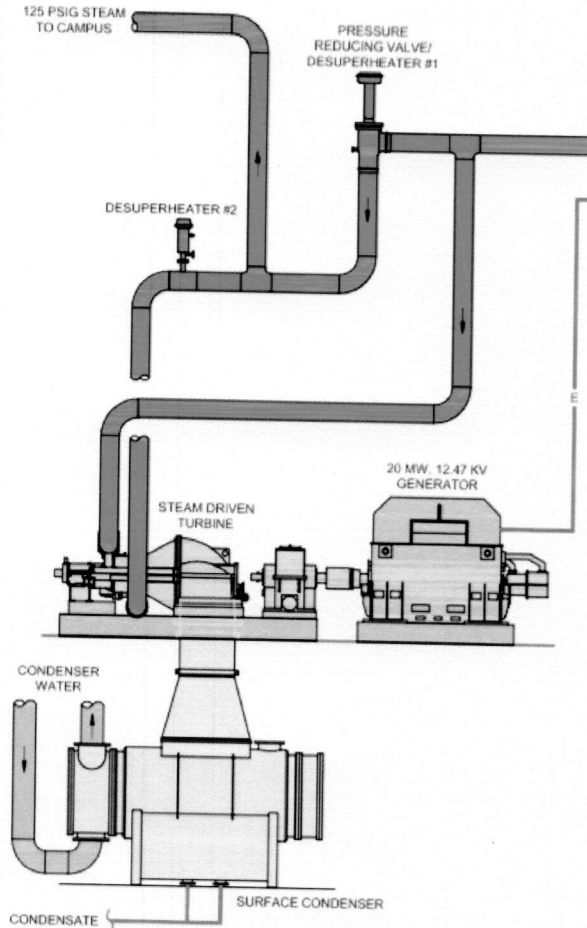 125 PSIG STEAM
TO CAMPUS
PRESSURE
REDUCING VALVE/
DESUPERHEATER #1
DESUPERHEATER #2
20 MW. 12.47 KV
GENERATOR
E
STEAM DRIVEN
TURBINE
CONDENSER
WATER
SURFACE CONDENSER
CONDENSATE